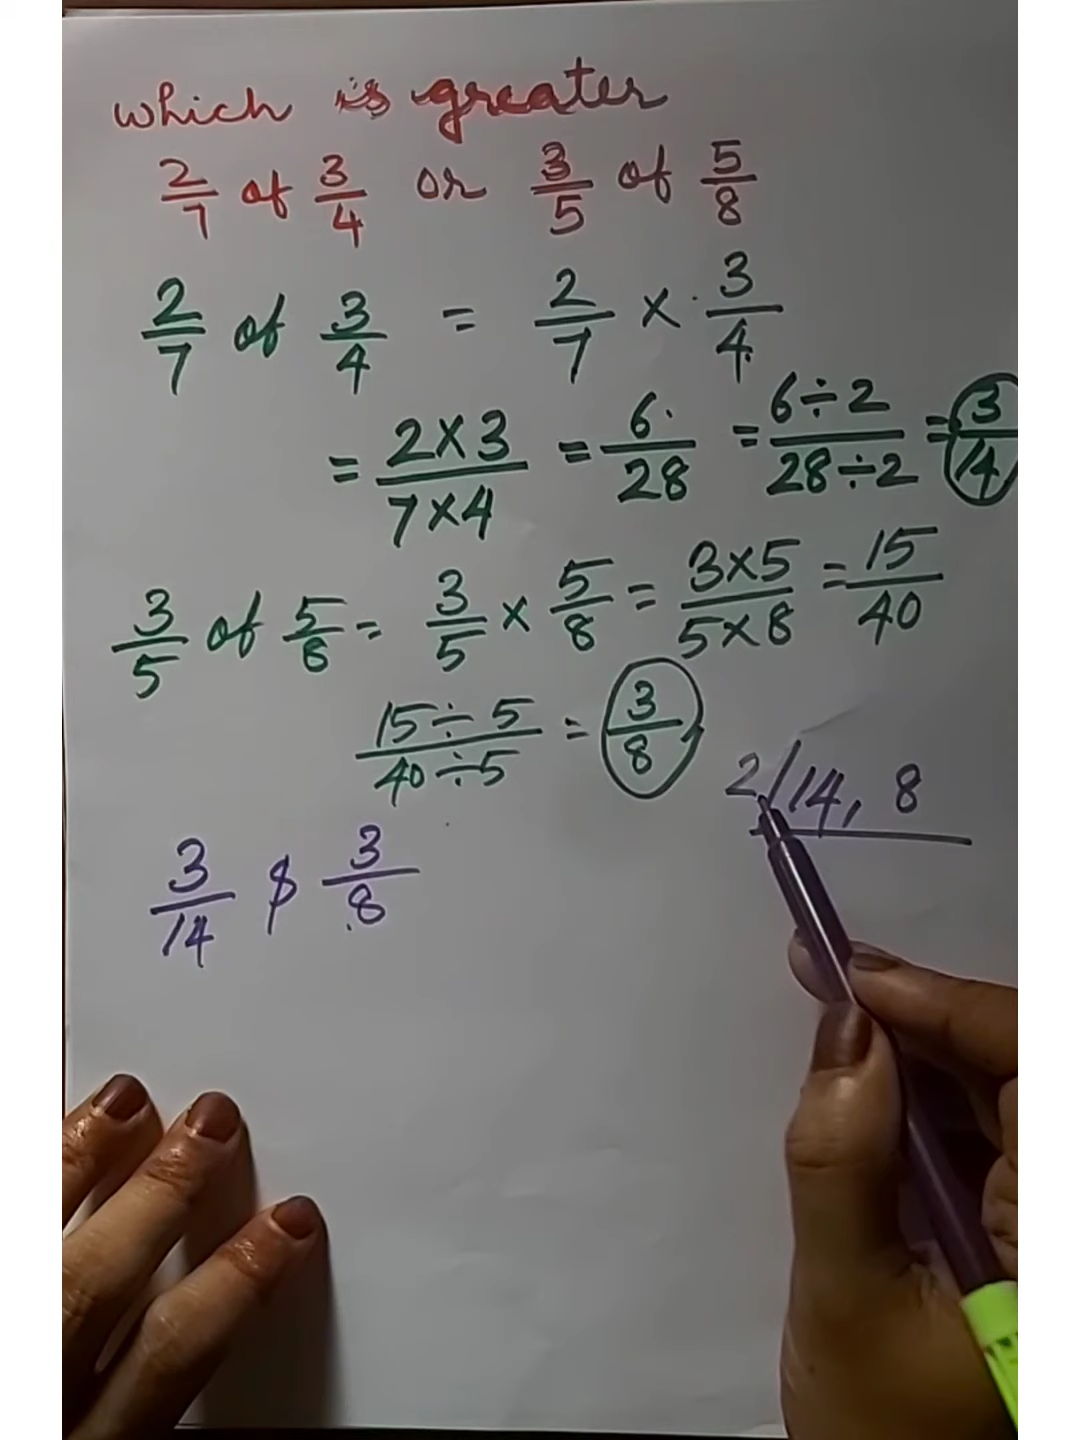 which is greater
2/7 of 3/4 or 3/5 of 5/8
2/7 of 3/4 = 2/7 × 3/4
= 2×3/7×4 = 6/28 = 6÷2/28÷2 = 3/14
3/5 of 5/8 = 3/5 × 5/8 = 3×5/5×8 = 15/40
15÷5/40÷5 = 3/8
2/14, 8
3/14 $ 3/8